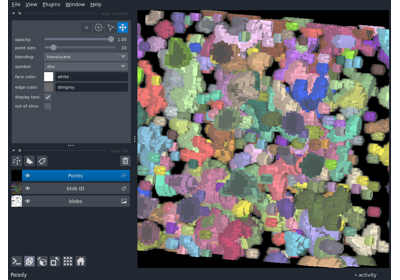 File View Plugins Window Help
opacity: 1.00
point size: 10
blending: translucent
symbol: disc
face color: white
edge color: dimgrey
display text:
out of slice:
Points
blob ID
blobs
Ready
activity